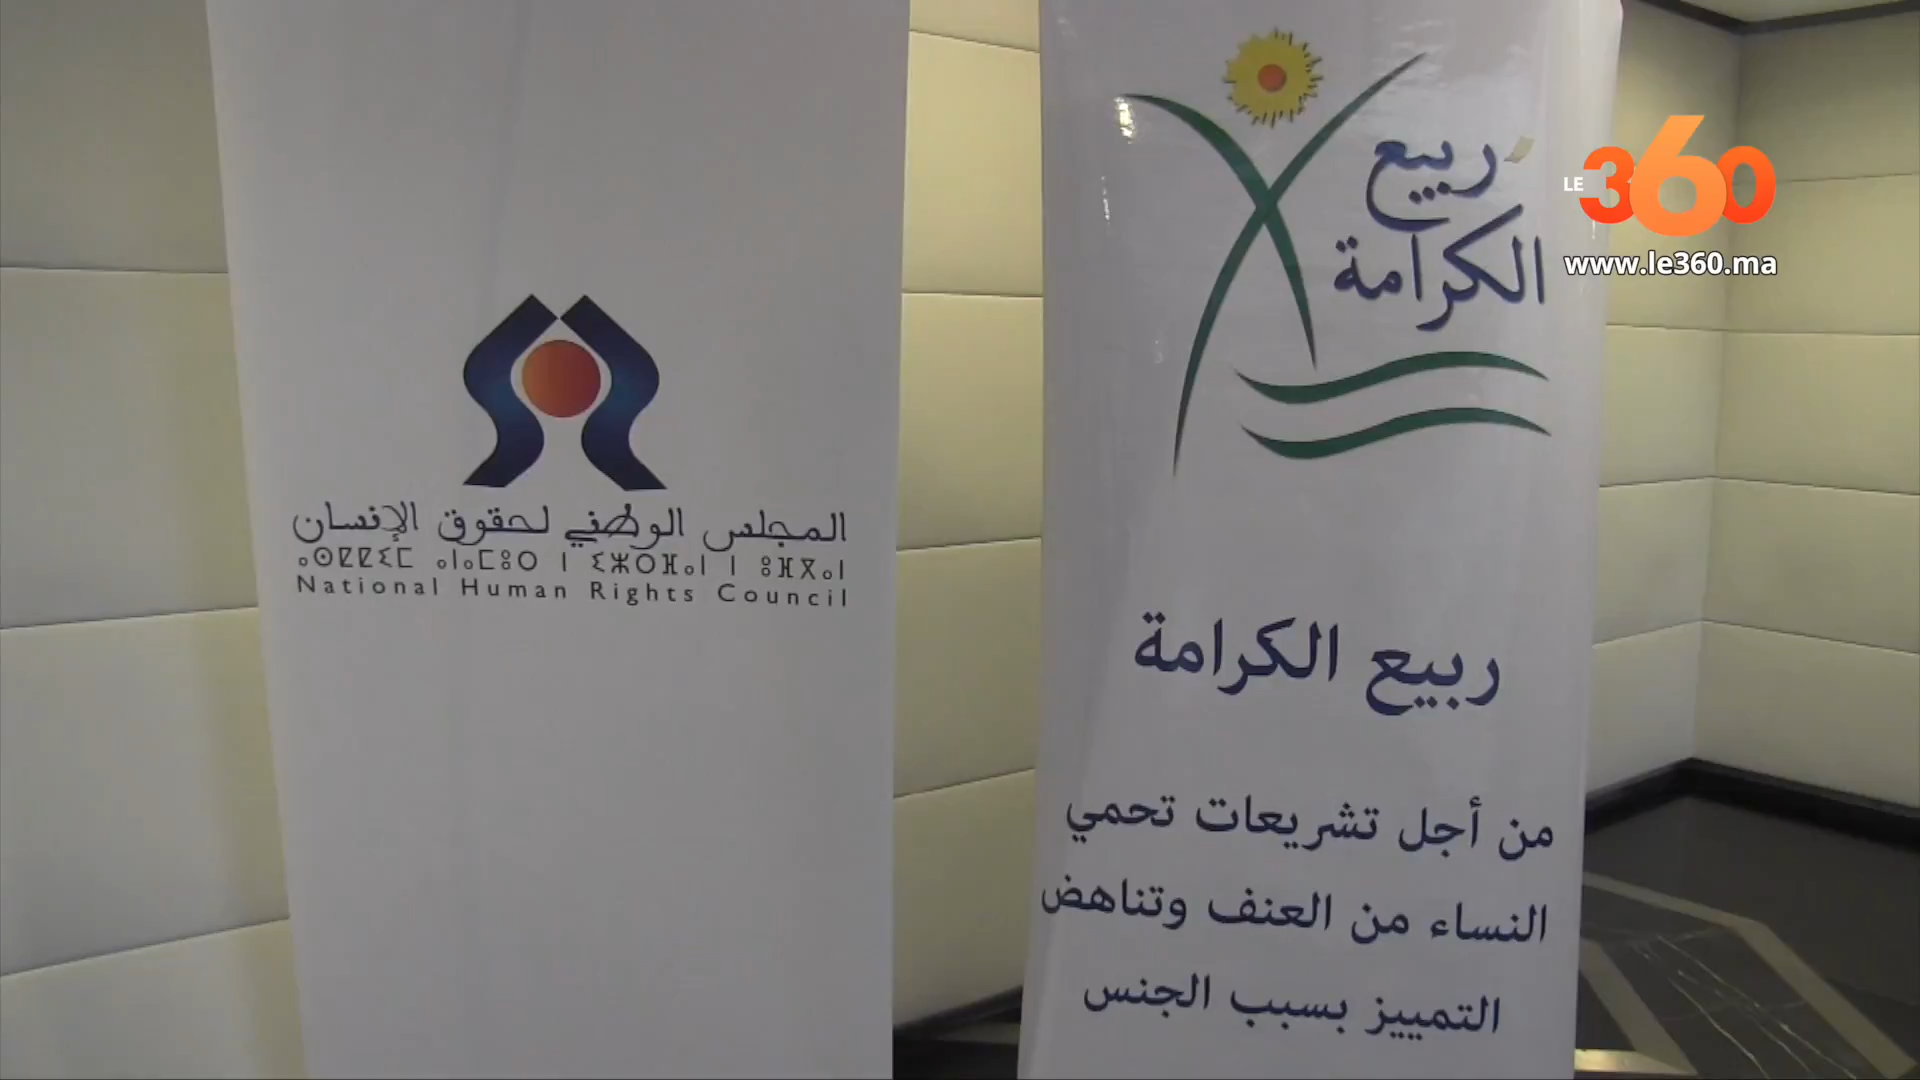 المجلس الوطني لحقوق الإنسان
ⴰⵙⵇⵇⵉⵎ ⴰⵏⴰⵎⵓⵔ ⵏ ⵉⵣⵔⴼⴰⵏ ⵏ ⵓⴼⴳⴰⵏ
National Human Rights Council
ربيع
الكرامة
ربيع الكرامة
من أجل تشريعات تحمي
النساء من العنف وتناهض
التمييز بسبب الجنس
LE 360
www.le360.ma